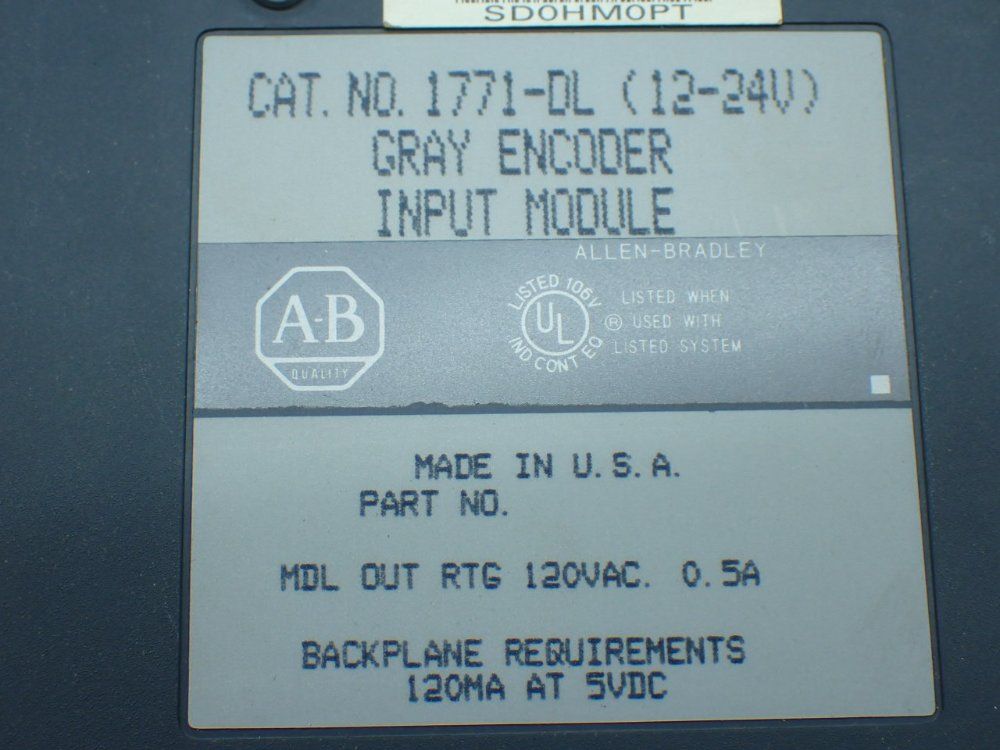 SD0HM0PT
CAT. NO. 1771-DL (12-24V)
GRAY ENCODER
INPUT MODULE
ALLEN-BRADLEY
A-B
QUALITY
LISTED 106V
UL
IND CONT EQ
®
LISTED WHEN
USED WITH
LISTED SYSTEM
MADE IN U.S.A.
PART NO.
MDL OUT RTG 120VAC. 0.5A
BACKPLANE REQUIREMENTS
120MA AT 5VDC